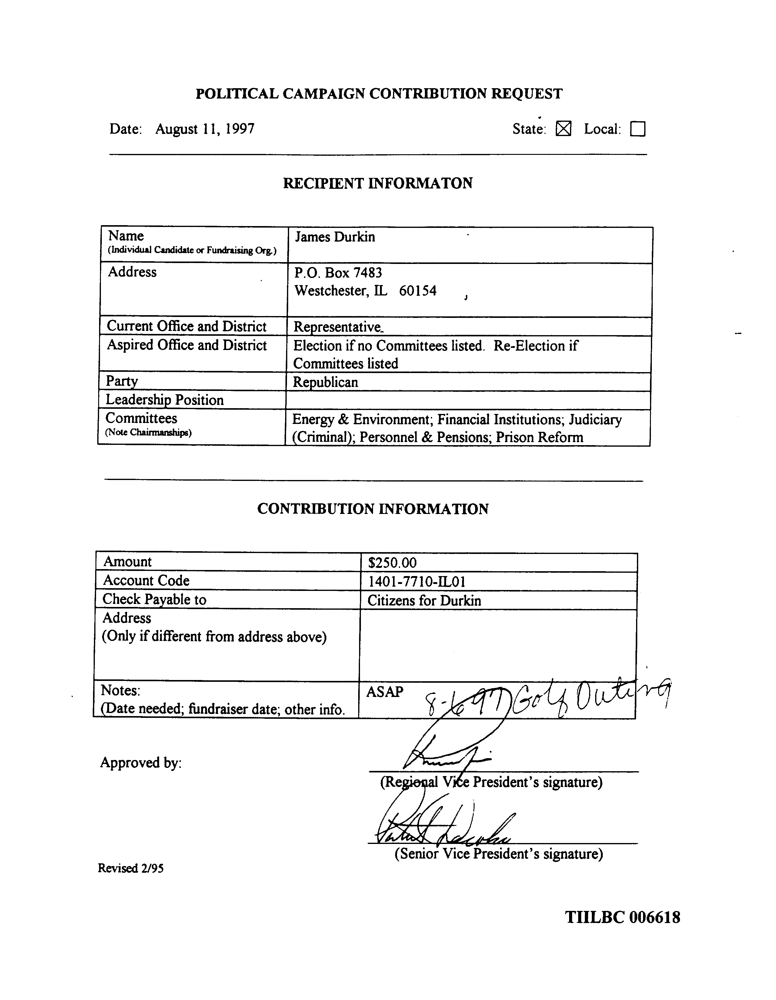 POLITICAL CAMPAIGN CONTRIBUTION REQUEST
Date: August 11, 1997 State: ☒ Local: ☐
RECIPIENT INFORMATON
Name James Durkin
(Individual Candidate or Fundraising Org.)
Address P.O. Box 7483
Westchester, IL 60154
Current Office and District Representative
Aspired Office and District Election if no Committees listed. Re-Election if
Committees listed
Party Republican
Leadership Position
Committees Energy & Environment; Financial Institutions; Judiciary
(Note Chairmanships) (Criminal); Personnel & Pensions; Prison Reform
CONTRIBUTION INFORMATION
Amount $250.00
Account Code 1401-7710-IL01
Check Payable to Citizens for Durkin
Address
(Only if different from address above)
Notes: ASAP 8-6-97 Golf Outing
(Date needed; fundraiser date; other info.
Approved by:
(Regional Vice President's signature)
(Senior Vice President's signature)
Revised 2/95
TIILBC 006618